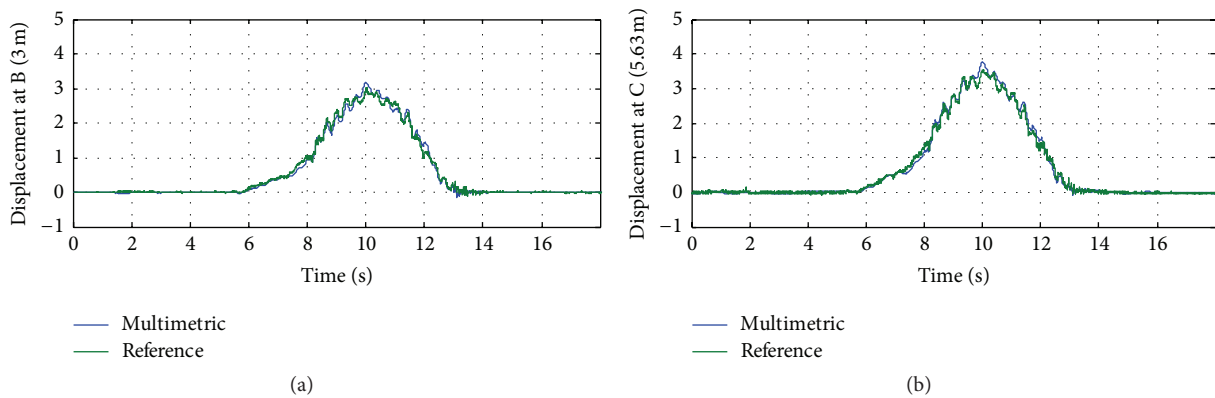 5
4
3
2
1
0
−1
Displacement at B (3 m)
0 2 4 6 8 10 12 14 16
Time (s)
Multimetric
Reference
(a)
5
4
3
2
1
0
−1
Displacement at C (5.63 m)
0 2 4 6 8 10 12 14 16
Time (s)
Multimetric
Reference
(b)